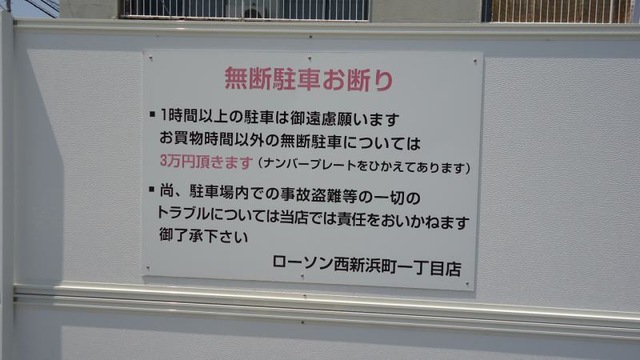 無断駐車お断り
▪1時間以上の駐車は御遠慮願います
お買物時間以外の無断駐車については
3万円頂きます（ナンバープレートをひかえてあります）
▪尚、駐車場内での事故盗難等の一切の
トラブルについては当店では責任をおいかねます
御了承下さい
ローソン西新浜町一丁目店